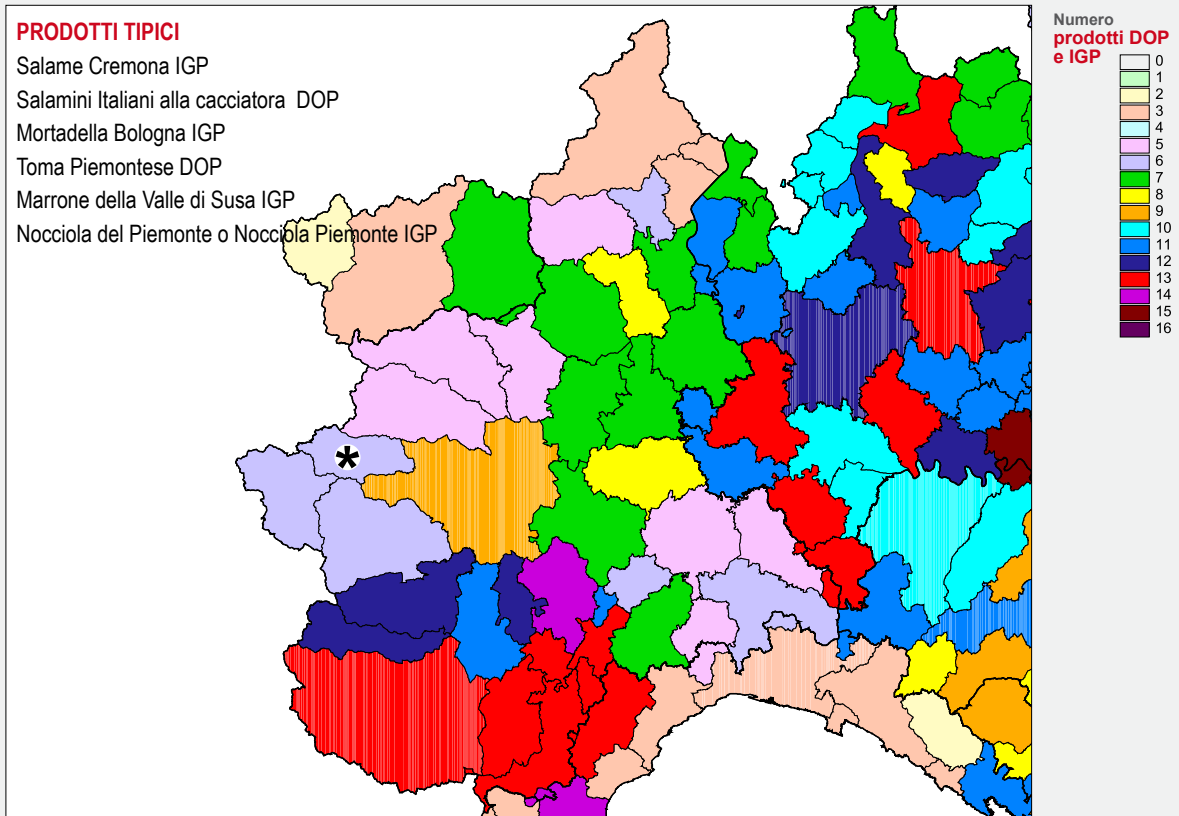 PRODOTTI TIPICI
Salame Cremona IGP
Salamini Italiani alla cacciatora DOP
Mortadella Bologna IGP
Toma Piemontese DOP
Marrone della Valle di Susa IGP
Nocciola del Piemonte o Nocciola Piemonte IGP
*
Numero
prodotti DOP
e IGP
0
1
2
3
4
5
6
7
8
9
10
11
12
13
14
15
16